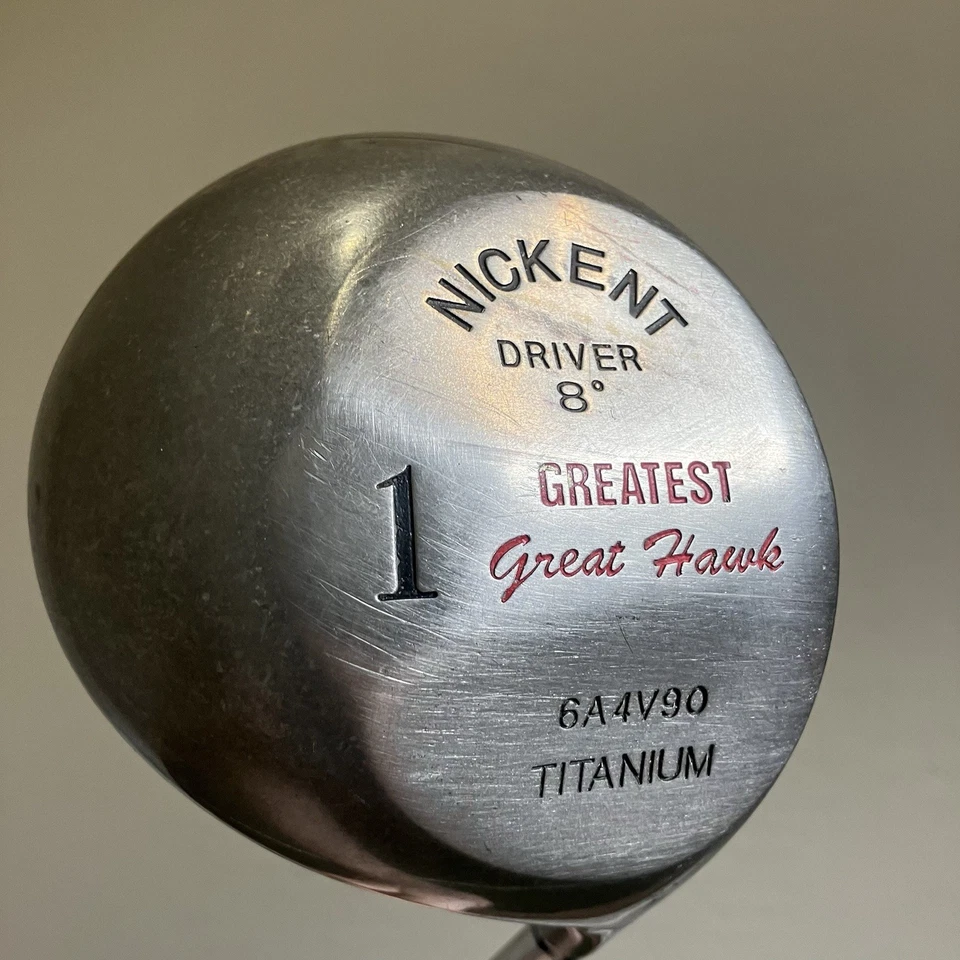 NICKENT
DRIVER
8°
1
GREATEST
Great Hawk
6A4V90
TITANIUM